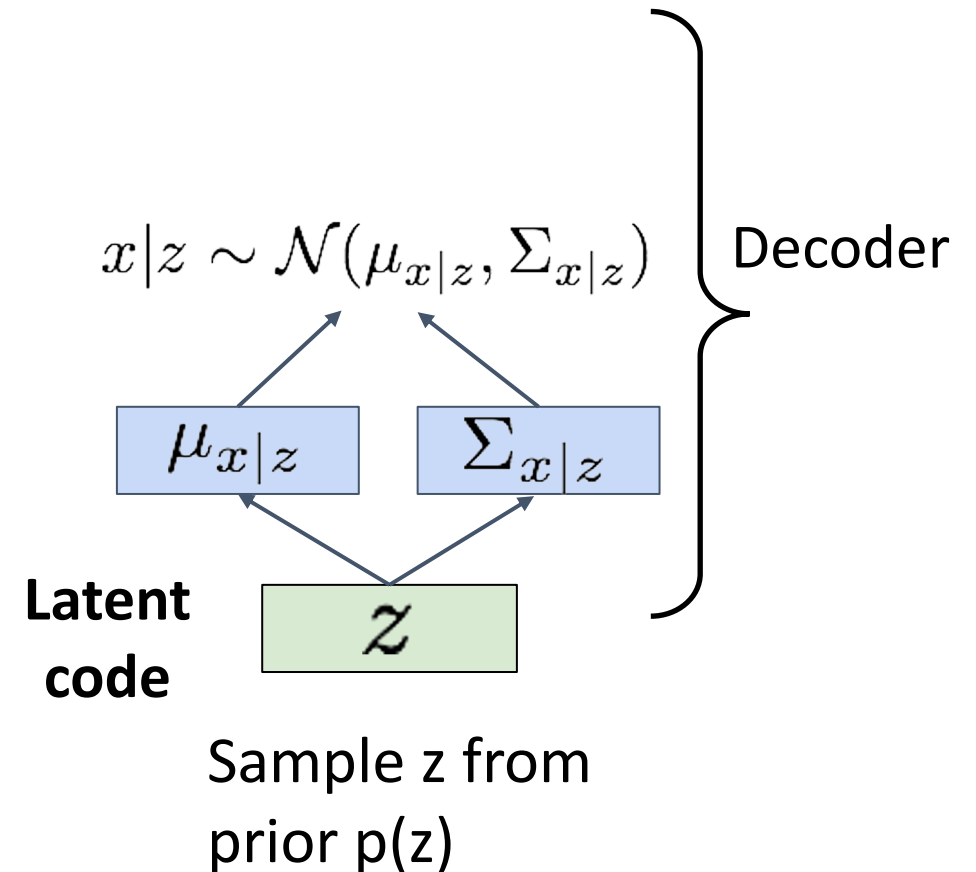 x|z ∼ 𝒩(μ_{x|z}, Σ_{x|z})
Decoder
μ_{x|z}
Σ_{x|z}
Latent
code
z
Sample z from
prior p(z)